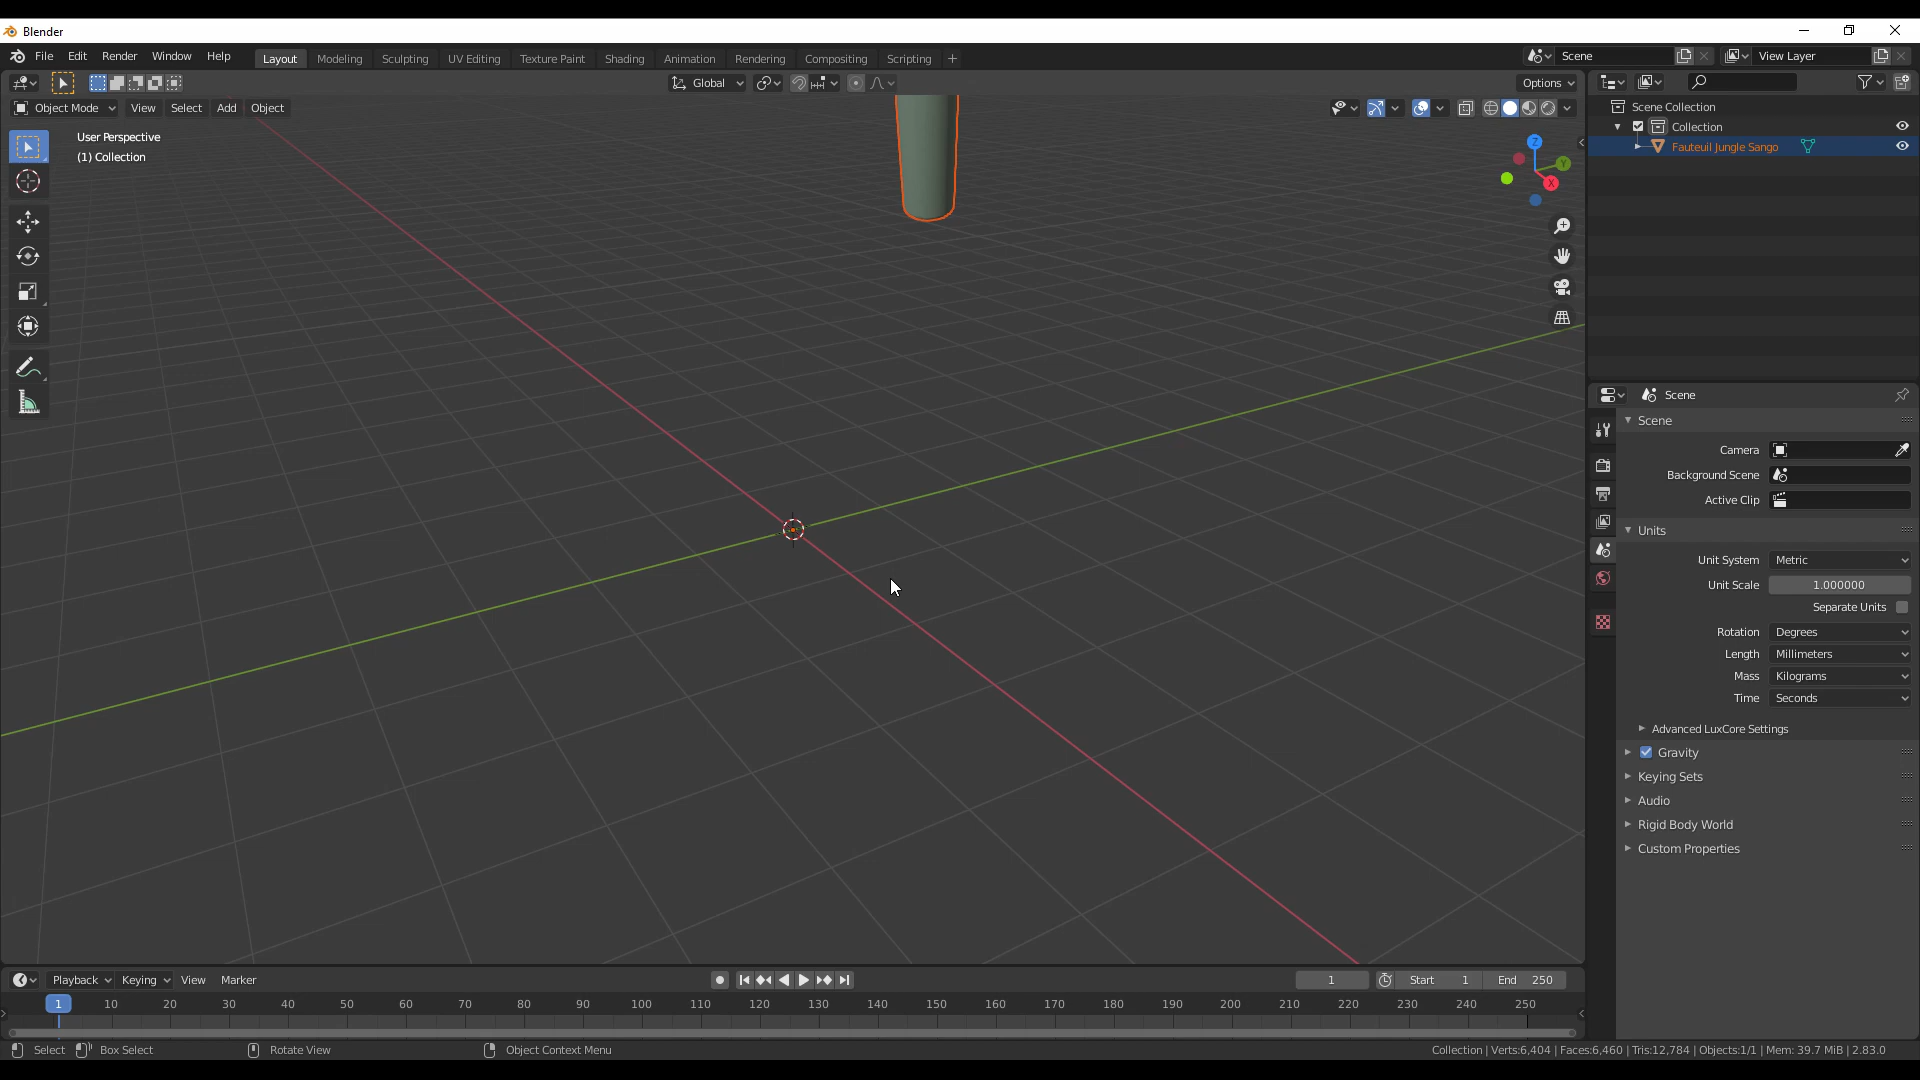 Blender
File Edit Render Window Help Layout Modeling Sculpting UV Editing Texture Paint Shading Animation Rendering Compositing Scripting + Scene View Layer
Global Options
Object Mode View Select Add Object
User Perspective
(1) Collection
Z
Y
X
Scene Collection
Collection
Fauteuil Jungle Sango
Scene
Scene
Camera
Background Scene
Active Clip
Units
Unit System Metric
Unit Scale 1.000000
Separate Units
Rotation Degrees
Length Millimeters
Mass Kilograms
Time Seconds
Advanced LuxCore Settings
Gravity
Keying Sets
Audio
Rigid Body World
Custom Properties
Playback Keying View Marker 1 Start 1 End 250
1 10 20 30 40 50 60 70 80 90 100 110 120 130 140 150 160 170 180 190 200 210 220 230 240 250
Select Box Select Rotate View Object Context Menu Collection | Verts:6,404 | Faces:6,460 | Tris:12,784 | Objects:1/1 | Mem: 39.7 MiB | 2.83.0